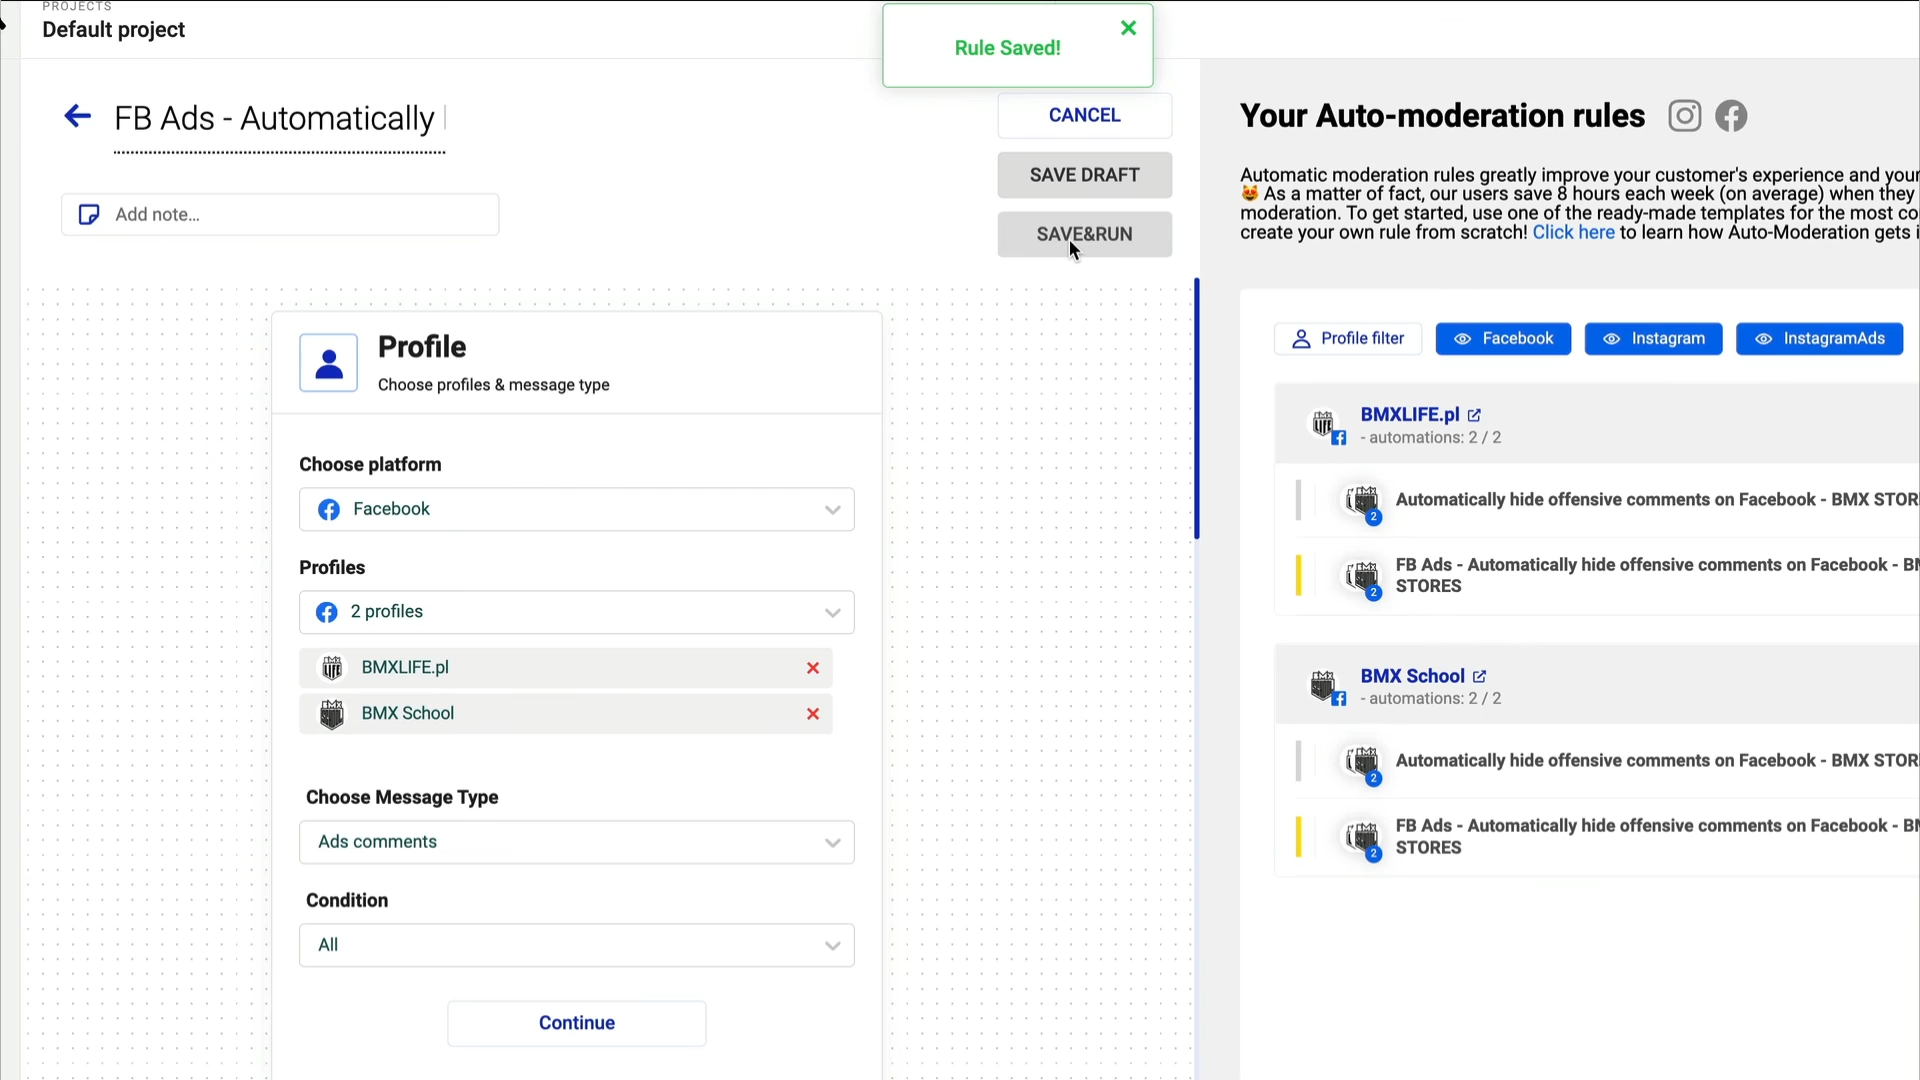 PROJECTS
Default project
Rule Saved!
FB Ads - Automatically
CANCEL
SAVE DRAFT
SAVE&RUN
Add note...
Profile
Choose profiles & message type
Choose platform
Facebook
Profiles
2 profiles
BMXLIFE.pl
BMX School
Choose Message Type
Ads comments
Condition
All
Continue
Your Auto-moderation rules
Automatic moderation rules greatly improve your customer's experience and your
😻 As a matter of fact, our users save 8 hours each week (on average) when they
moderation. To get started, use one of the ready-made templates for the most co
create your own rule from scratch! Click here to learn how Auto-Moderation gets i
Profile filter
Facebook
Instagram
InstagramAds
BMXLIFE.pl
- automations: 2 / 2
2
Automatically hide offensive comments on Facebook - BMX STOR
2
FB Ads - Automatically hide offensive comments on Facebook - BM
STORES
BMX School
- automations: 2 / 2
2
Automatically hide offensive comments on Facebook - BMX STOR
2
FB Ads - Automatically hide offensive comments on Facebook - BM
STORES